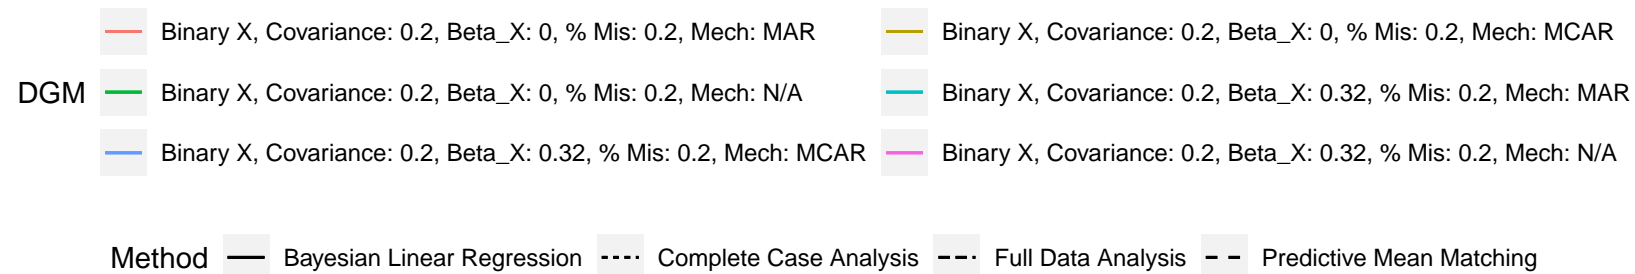 Binary X, Covariance: 0.2, Beta_X: 0, % Mis: 0.2, Mech: MAR
Binary X, Covariance: 0.2, Beta_X: 0, % Mis: 0.2, Mech: MCAR
DGM
Binary X, Covariance: 0.2, Beta_X: 0, % Mis: 0.2, Mech: N/A
Binary X, Covariance: 0.2, Beta_X: 0.32, % Mis: 0.2, Mech: MAR
Binary X, Covariance: 0.2, Beta_X: 0.32, % Mis: 0.2, Mech: MCAR
Binary X, Covariance: 0.2, Beta_X: 0.32, % Mis: 0.2, Mech: N/A
Method Bayesian Linear Regression Complete Case Analysis Full Data Analysis Predictive Mean Matching